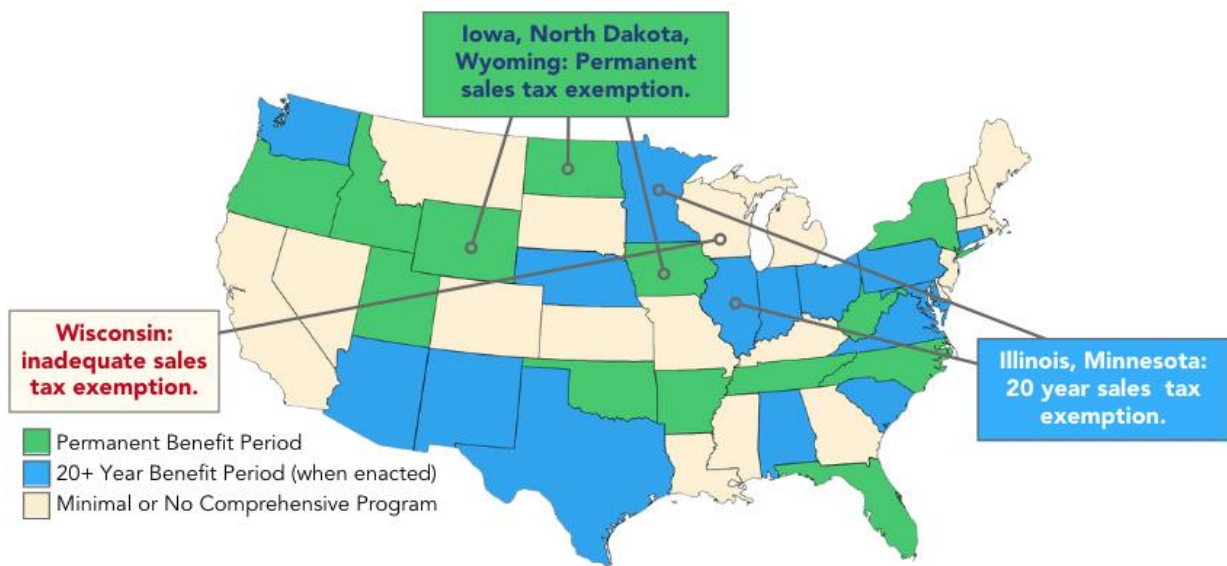 Iowa, North Dakota,
Wyoming: Permanent
sales tax exemption.
Wisconsin:
inadequate sales
tax exemption.
Illinois, Minnesota:
20 year sales tax
exemption.
Permanent Benefit Period
20+ Year Benefit Period (when enacted)
Minimal or No Comprehensive Program